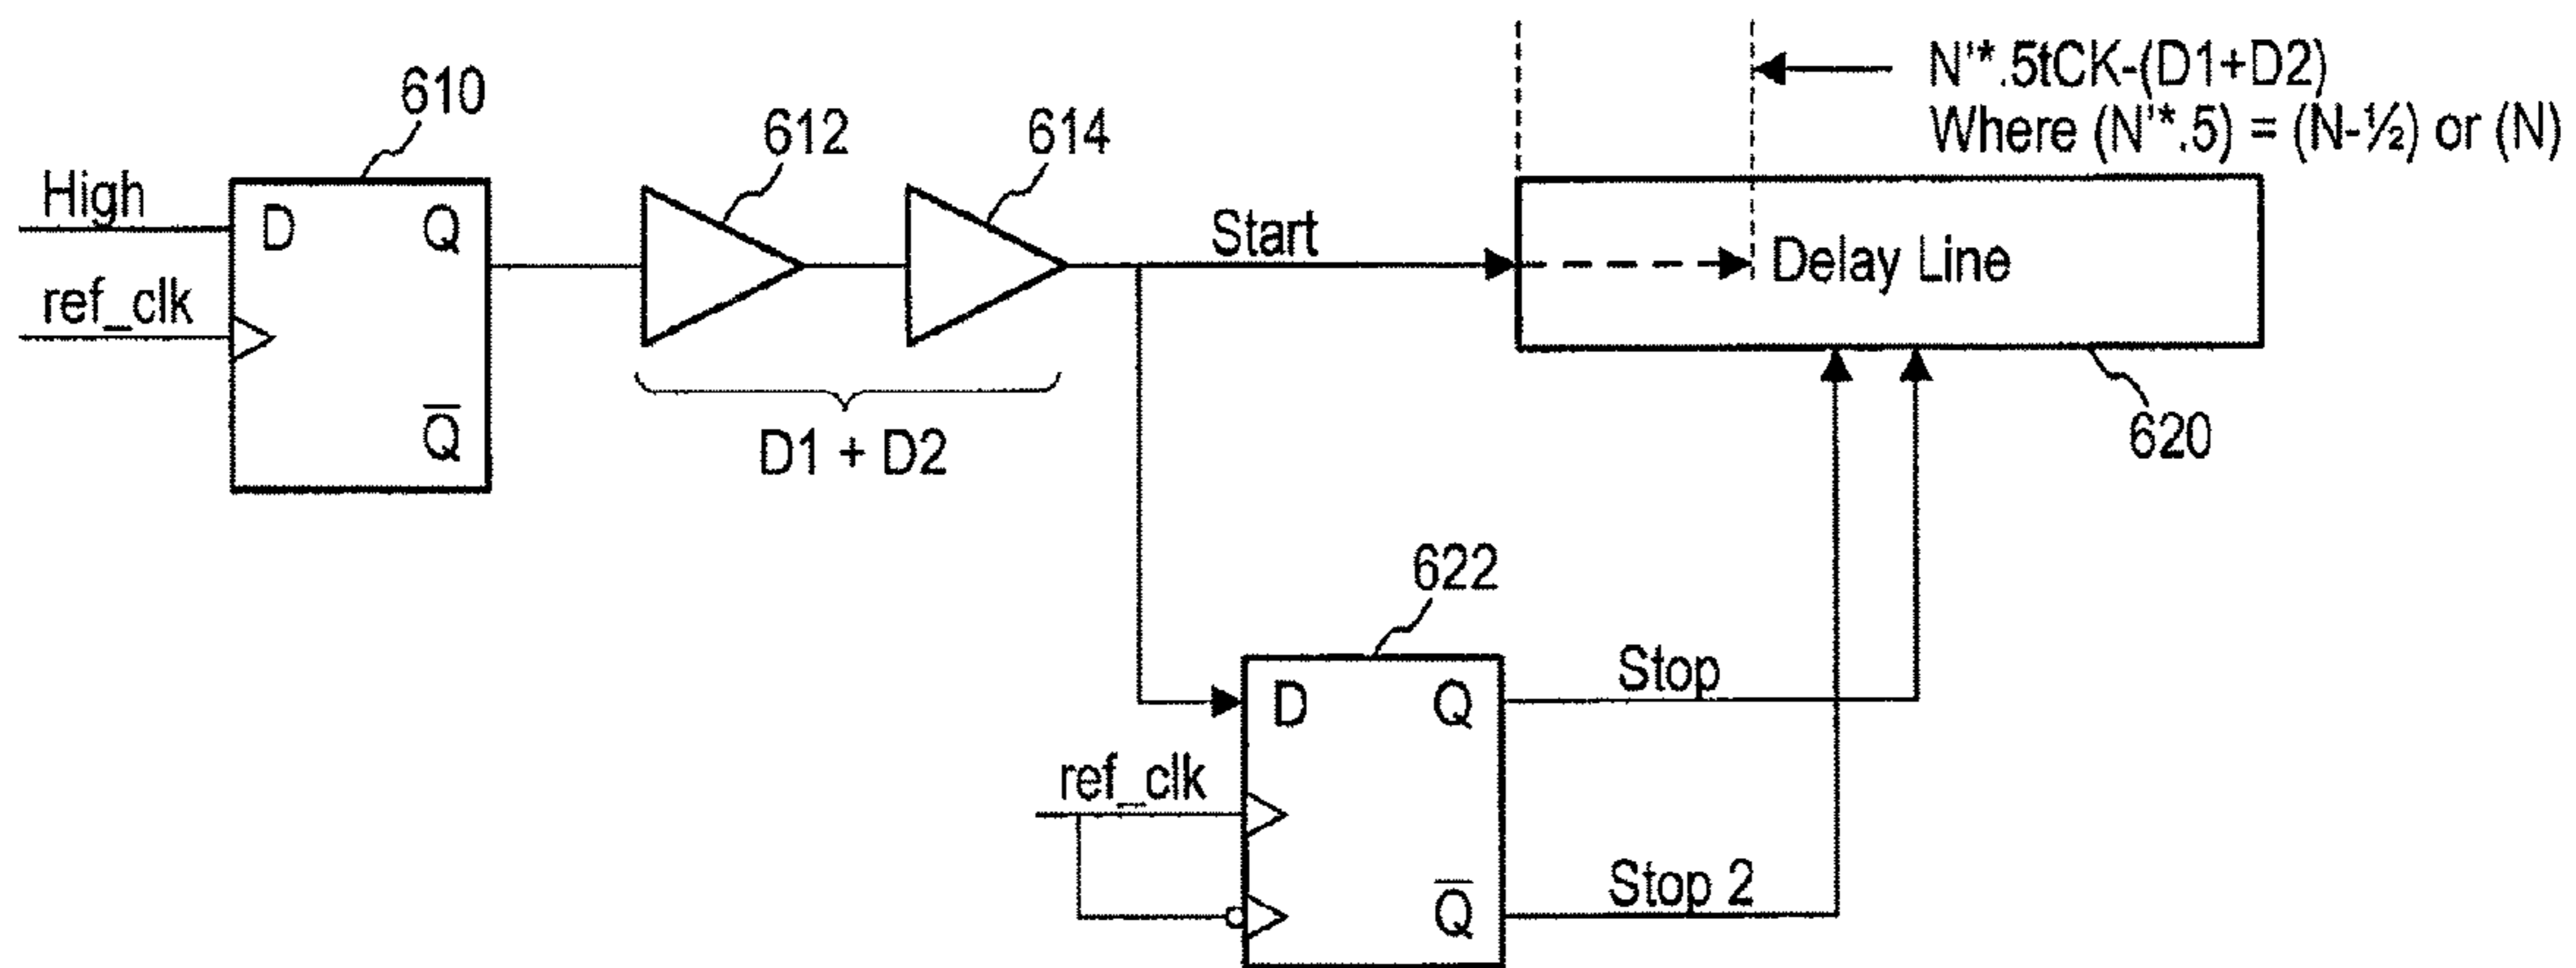 N'*.5tCK-(D1+D2)
Where (N'*.5) = (N-½) or (N)
610
612
614
High
D
Q
Start
Delay Line
ref_clk
Q̅
D1 + D2
620
622
Stop
D
Q
ref_clk
Stop 2
Q̅